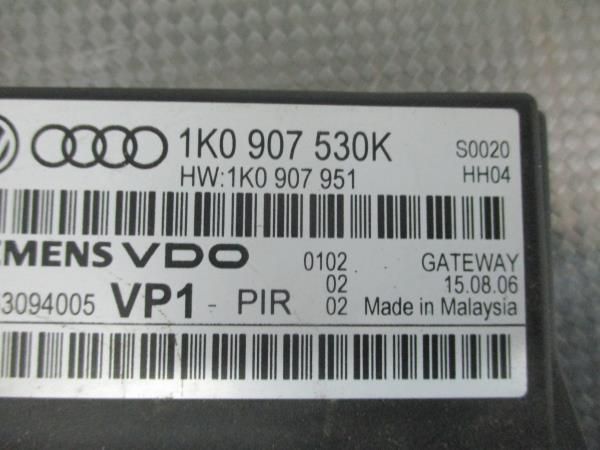 1K0 907 530K S0020
HW:1K0 907 951 HH04
EMENS VDO 0102 GATEWAY
02 15.08.06
3094005 VP1 - PIR 02 Made in Malaysia